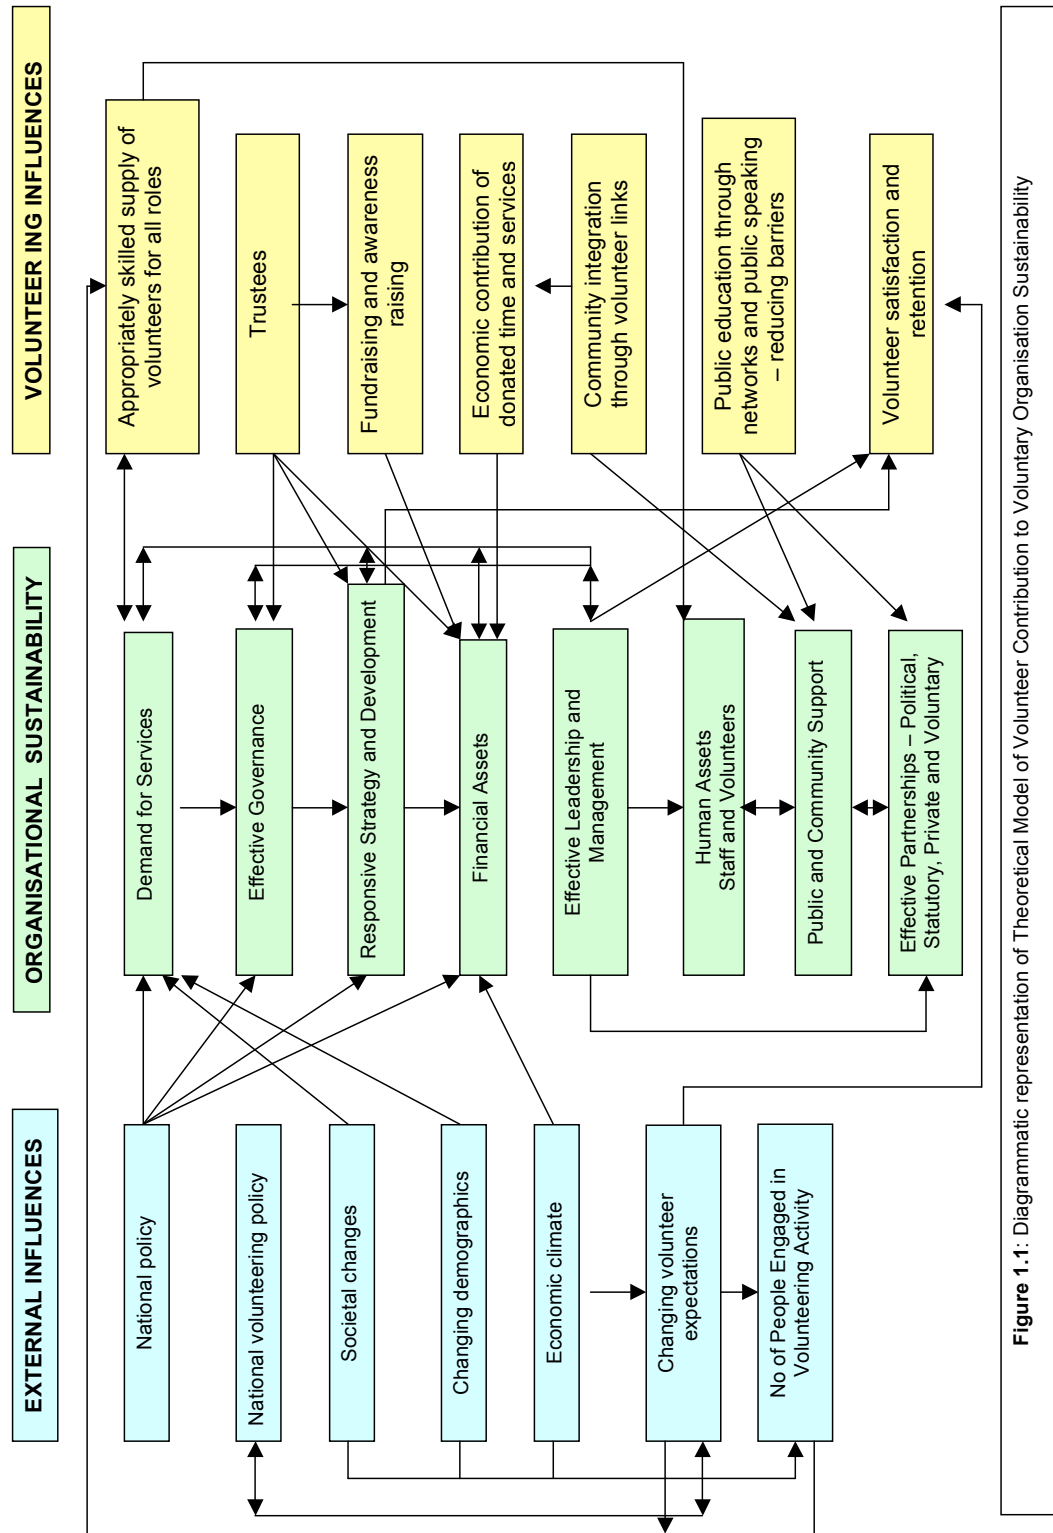 EXTERNAL INFLUENCES
National policy
National volunteering policy
Societal changes
Changing demographics
Economic climate
Changing volunteer
expectations
No of People Engaged in
Volunteering Activity
ORGANISATIONAL SUSTAINABILITY
Demand for Services
Effective Governance
Responsive Strategy and Development
Financial Assets
Effective Leadership and
Management
Human Assets
Staff and Volunteers
Public and Community Support
Effective Partnerships – Political,
Statutory, Private and Voluntary
VOLUNTEER ING INFLUENCES
Appropriately skilled supply of
volunteers for all roles
Trustees
Fundraising and awareness
raising
Economic contribution of
donated time and services
Community integration
through volunteer links
Public education through
networks and public speaking
– reducing barriers
Volunteer satisfaction and
retention
Figure 1.1: Diagrammatic representation of Theoretical Model of Volunteer Contribution to Voluntary Organisation Sustainability